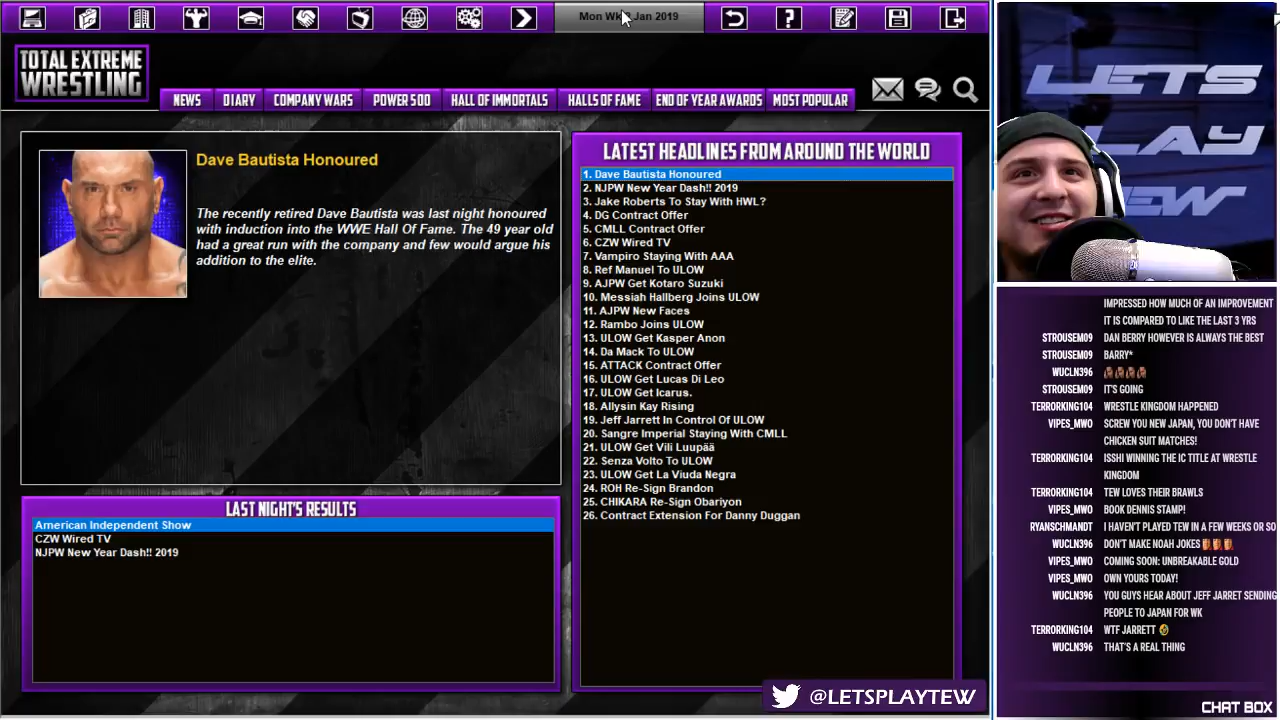 Mon Wk Jan 2019
TOTAL EXTREME
WRESTLING
NEWS
DIARY
COMPANY WARS
POWER 500
HALL OF IMMORTALS
HALLS OF FAME
END OF YEAR AWARDS
MOST POPULAR
Dave Bautista Honoured
The recently retired Dave Bautista was last night honoured
with induction into the WWE Hall Of Fame. The 49 year old
had a great run with the company and few would argue his
addition to the elite.
LATEST HEADLINES FROM AROUND THE WORLD
1. Dave Bautista Honoured
2. NJPW New Year Dash!! 2019
3. Jake Roberts To Stay With HWL?
4. DG Contract Offer
5. CMLL Contract Offer
6. CZW Wired TV
7. Vampiro Staying With AAA
8. Ref Manuel To ULOW
9. AJPW Get Kotaro Suzuki
10. Messiah Hallberg Joins ULOW
11. AJPW New Faces
12. Rambo Joins ULOW
13. ULOW Get Kasper Anon
14. Da Mack To ULOW
15. ATTACK Contract Offer
16. ULOW Get Lucas Di Leo
17. ULOW Get Icarus.
18. Allysin Kay Rising
19. Jeff Jarrett In Control Of ULOW
20. Sangre Imperial Staying With CMLL
21. ULOW Get Vili Luupää
22. Senza Volto To ULOW
23. ULOW Get La Viuda Negra
24. ROH Re-Sign Brandon
25. CHIKARA Re-Sign Obariyon
26. Contract Extension For Danny Duggan
LAST NIGHT'S RESULTS
American Independent Show
CZW Wired TV
NJPW New Year Dash!! 2019
@LETSPLAYTEW
LETS
PLAY
TEW
IMPRESSED HOW MUCH OF AN IMPROVEMENT
IT IS COMPARED TO LIKE THE LAST 3 YRS
STROUSEM09 DAN BERRY HOWEVER IS ALWAYS THE BEST
STROUSEM09 BARRY*
WUCLN396
STROUSEM09 IT'S GOING
TERRORKING104 WRESTLE KINGDOM HAPPENED
VIPES_MWO SCREW YOU NEW JAPAN, YOU DON'T HAVE
CHICKEN SUIT MATCHES!
TERRORKING104 ISSHI WINNING THE IC TITLE AT WRESTLE
KINGDOM
TERRORKING104 TEW LOVES THEIR BRAWLS
VIPES_MWO BOOK DENNIS STAMP!
RYANSCHMANDT I HAVEN'T PLAYED TEW IN A FEW WEEKS OR SO
WUCLN396 DON'T MAKE NOAH JOKES
VIPES_MWO COMING SOON: UNBREAKABLE GOLD
VIPES_MWO OWN YOURS TODAY!
WUCLN396 YOU GUYS HEAR ABOUT JEFF JARRET SENDING
PEOPLE TO JAPAN FOR WK
TERRORKING104 WTF JARRETT
WUCLN396 THAT'S A REAL THING
CHAT BOX